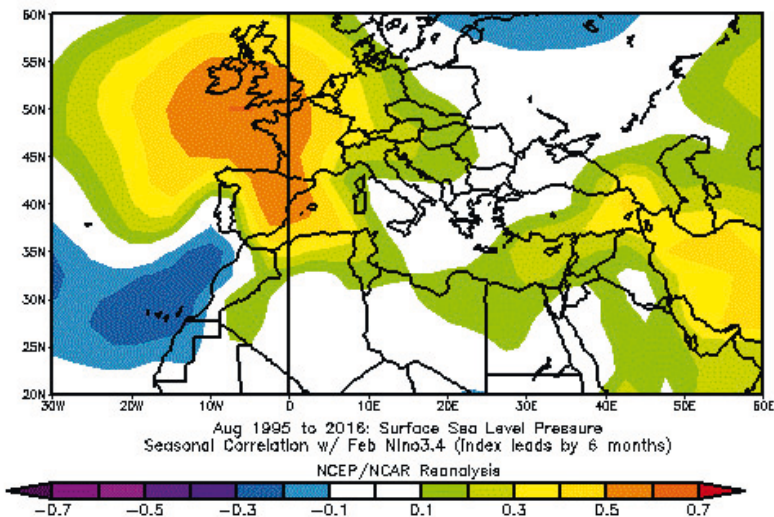 60N
55N
50N
45N
40N
35N
30N
25N
20N
30W 20W 10W 0 10E 20E 30E 40E 50E 60E
Aug 1995 to 2016: Surface Sea Level Pressure
Seasonal Correlation w/ Feb Nino3.4 (Index leads by 6 months)
NCEP/NCAR Reanalysis
-0.7 -0.5 -0.3 -0.1 0.1 0.3 0.5 0.7